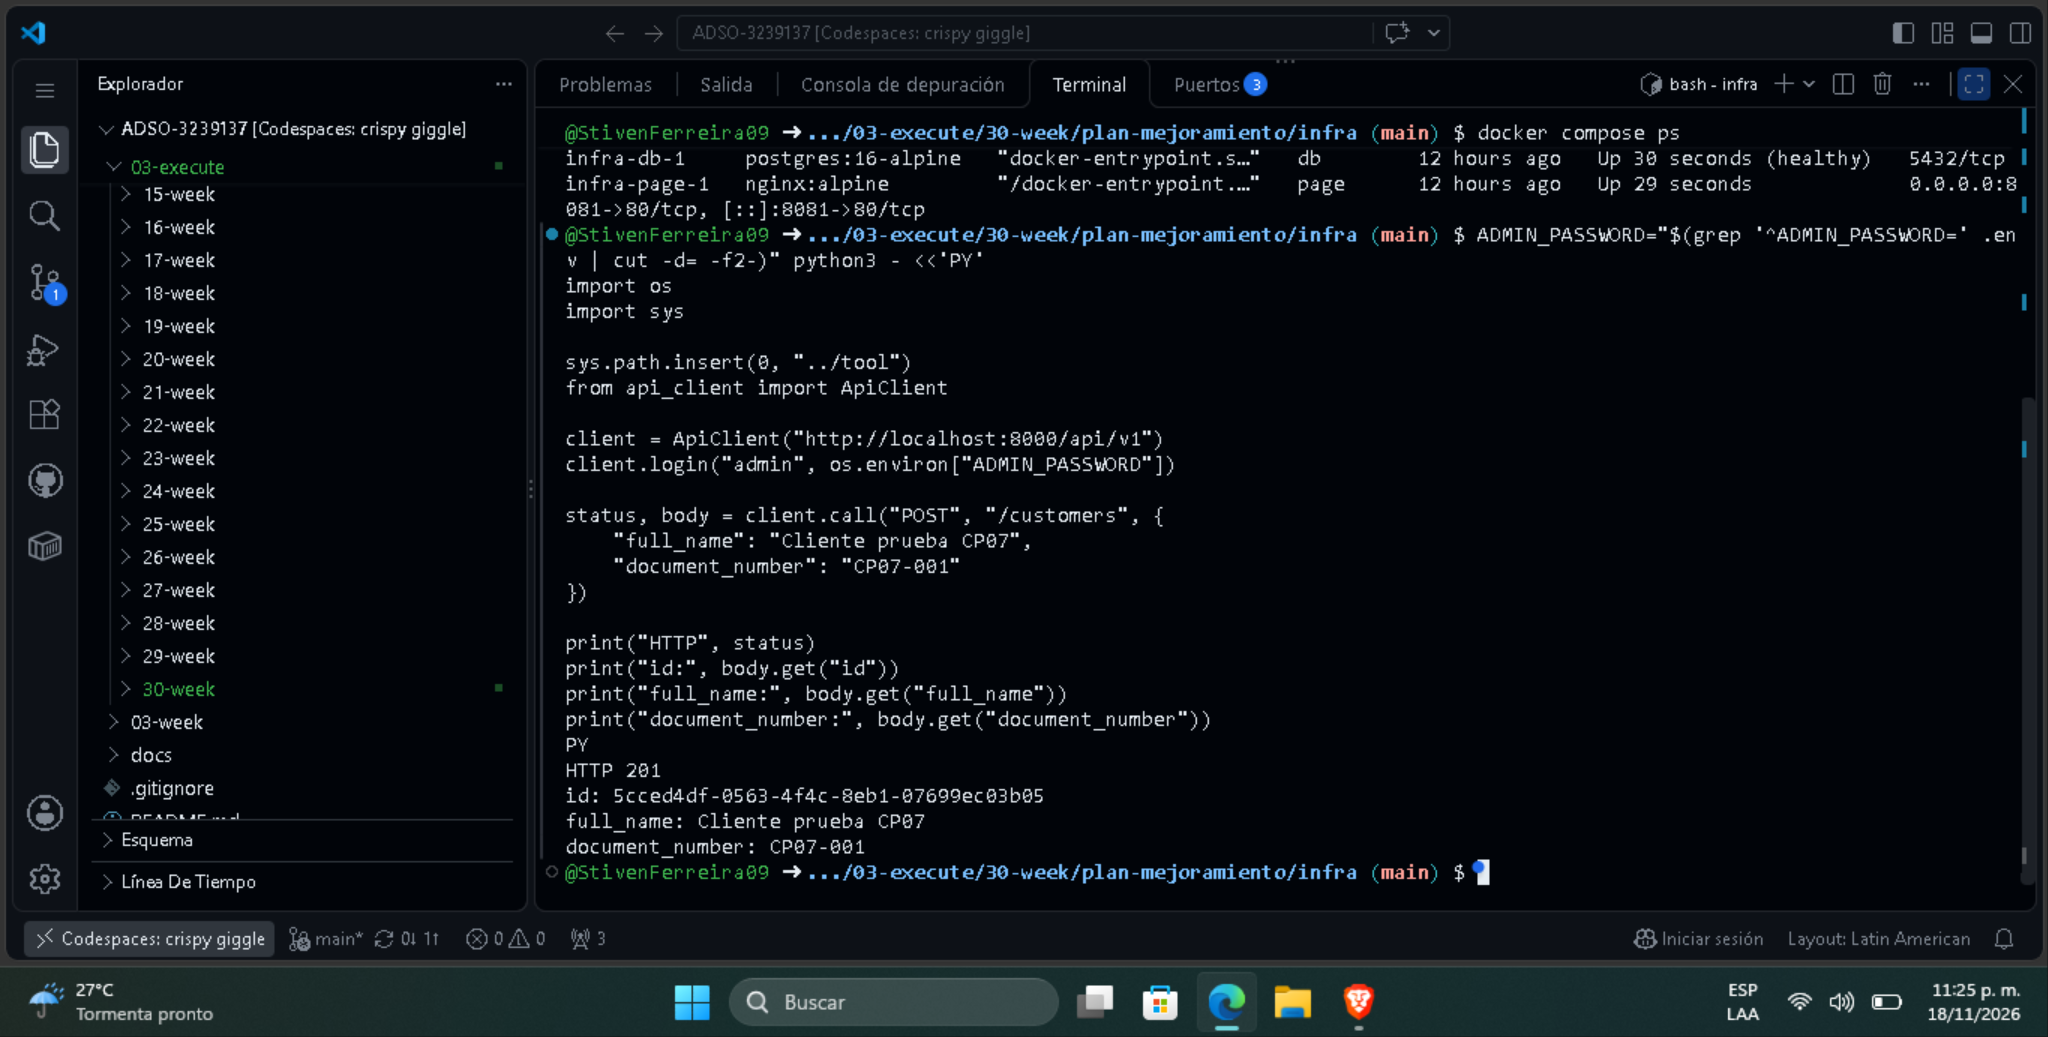 ADSO-3239137 [Codespaces: crispy giggle]
Explorador
ADSO-3239137 [Codespaces: crispy giggle]
03-execute
15-week
16-week
17-week
18-week
19-week
20-week
21-week
22-week
23-week
24-week
25-week
26-week
27-week
28-week
29-week
30-week
03-week
docs
.gitignore
README.md
Esquema
Línea De Tiempo
1
Problemas
Salida
Consola de depuración
Terminal
Puertos 3
bash - infra
@StivenFerreira09 ➜ .../03-execute/30-week/plan-mejoramiento/infra (main) $ docker compose ps
infra-db-1     postgres:16-alpine   "docker-entrypoint.s…"   db        12 hours ago   Up 30 seconds (healthy)   5432/tcp
infra-page-1   nginx:alpine         "/docker-entrypoint.…"   page      12 hours ago   Up 29 seconds             0.0.0.0:8
081->80/tcp, [::]:8081->80/tcp
@StivenFerreira09 ➜ .../03-execute/30-week/plan-mejoramiento/infra (main) $ ADMIN_PASSWORD="$(grep '^ADMIN_PASSWORD=' .en
v | cut -d= -f2-)" python3 - <<'PY'
import os
import sys
sys.path.insert(0, "../tool")
from api_client import ApiClient
client = ApiClient("http://localhost:8000/api/v1")
client.login("admin", os.environ["ADMIN_PASSWORD"])
status, body = client.call("POST", "/customers", {
    "full_name": "Cliente prueba CP07",
    "document_number": "CP07-001"
})
print("HTTP", status)
print("id:", body.get("id"))
print("full_name:", body.get("full_name"))
print("document_number:", body.get("document_number"))
PY
HTTP 201
id: 5cced4df-0563-4f4c-8eb1-07699ec03b05
full_name: Cliente prueba CP07
document_number: CP07-001
@StivenFerreira09 ➜ .../03-execute/30-week/plan-mejoramiento/infra (main) $
Codespaces: crispy giggle
main*
0↓ 1↑
0
0
3
Iniciar sesión
Layout: Latin American
27°C
Tormenta pronto
Buscar
ESP
LAA
11:25 p. m.
18/11/2026